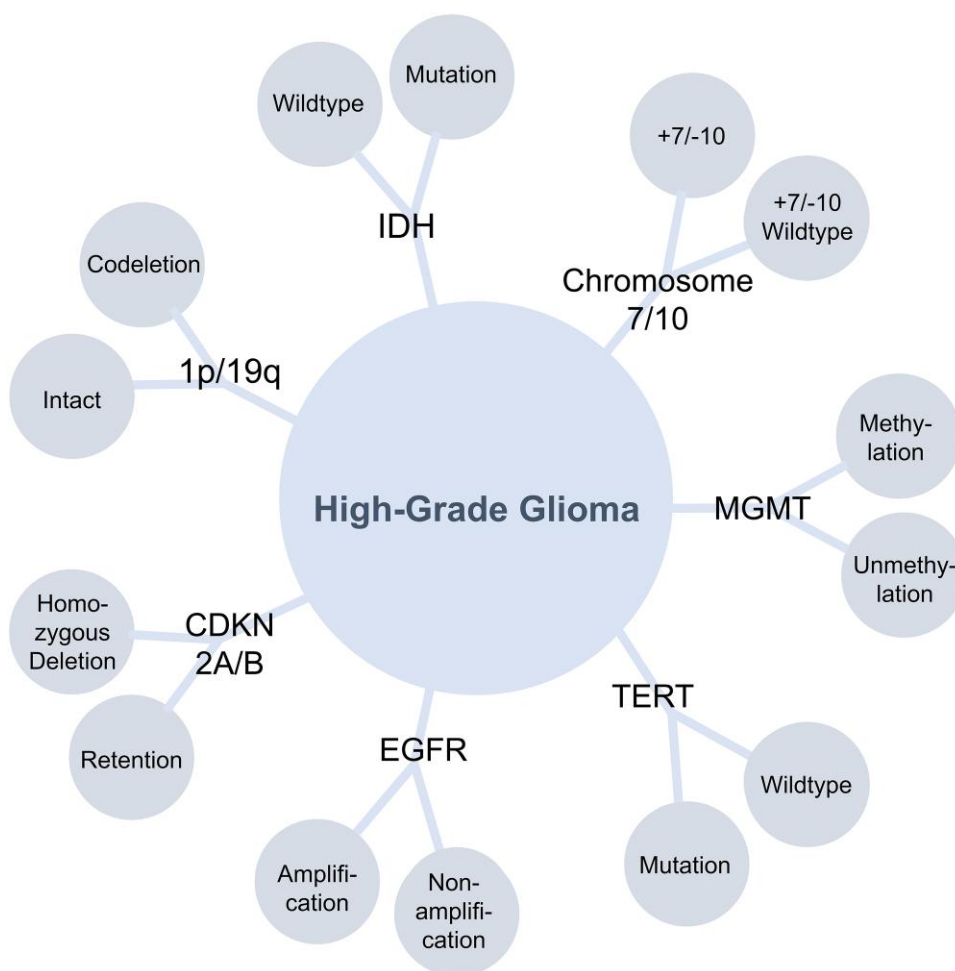 Mutation
Wildtype
IDH
+7/-10
+7/-10
Wildtype
Chromosome
7/10
Codeletion
1p/19q
Intact
Methy-
lation
MGMT
Unmethy-
lation
High-Grade Glioma
Homo-
zygous
Deletion
CDKN
2A/B
Retention
TERT
Wildtype
Mutation
EGFR
Amplifi-
cation
Non-
amplifi-
cation